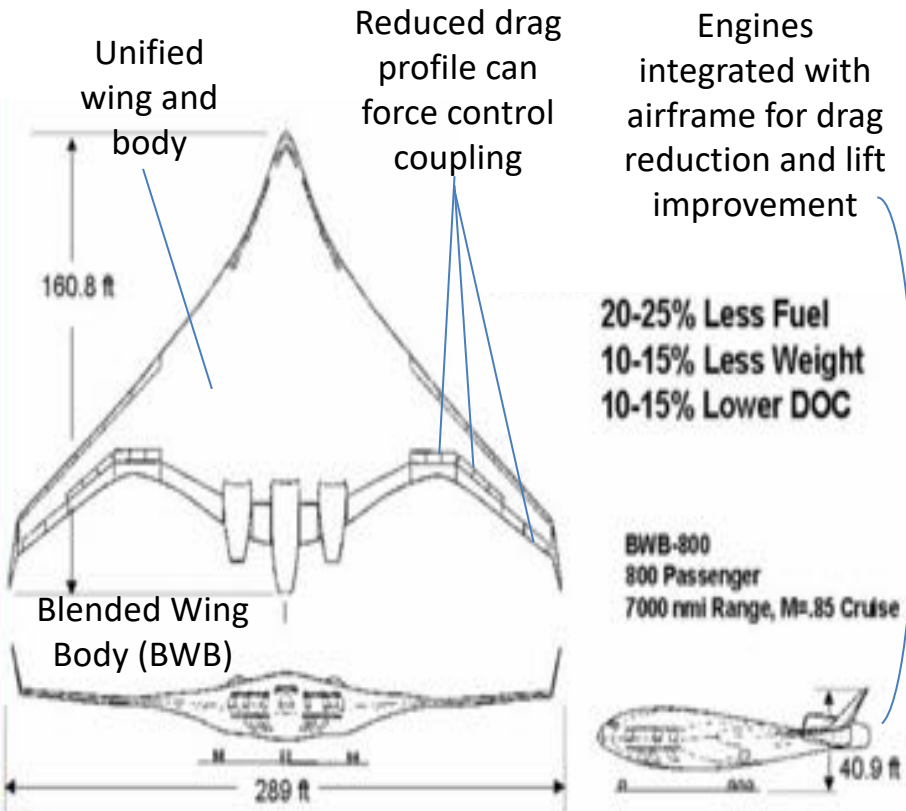 Unified
wing and
body
Reduced drag
profile can
force control
coupling
Engines
integrated with
airframe for drag
reduction and lift
improvement
160.8 ft
20-25% Less Fuel
10-15% Less Weight
10-15% Lower DOC
BWB-800
800 Passenger
7000 nmi Range, M=.85 Cruise
Blended Wing
Body (BWB)
40.9 ft
289 ft